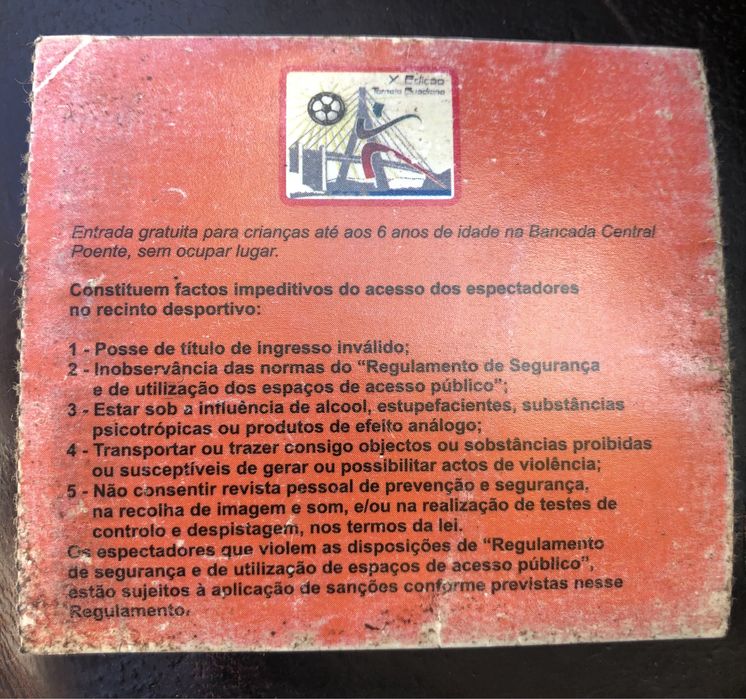 X Edição
Torneio Guadiana
Entrada gratuita para crianças até aos 6 anos de idade na Bancada Central
Poente, sem ocupar lugar.
Constituem factos impeditivos do acesso dos espectadores
no recinto desportivo:
1 - Posse de título de ingresso inválido;
2 - Inobservância das normas do “Regulamento de Segurança
e de utilização dos espaços de acesso público”;
3 - Estar sob a influência de alcool, estupefacientes, substâncias
psicotrópicas ou produtos de efeito análogo;
4 - Transportar ou trazer consigo objectos ou substâncias proibidas
ou susceptíveis de gerar ou possibilitar actos de violência;
5 - Não consentir revista pessoal de prevenção e segurança,
na recolha de imagem e som, e/ou na realização de testes de
controlo e despistagem, nos termos da lei.
Os espectadores que violem as disposições de “Regulamento
de segurança e de utilização de espaços de acesso público”,
estão sujeitos à aplicação de sanções conforme previstas nesse
Regulamento.